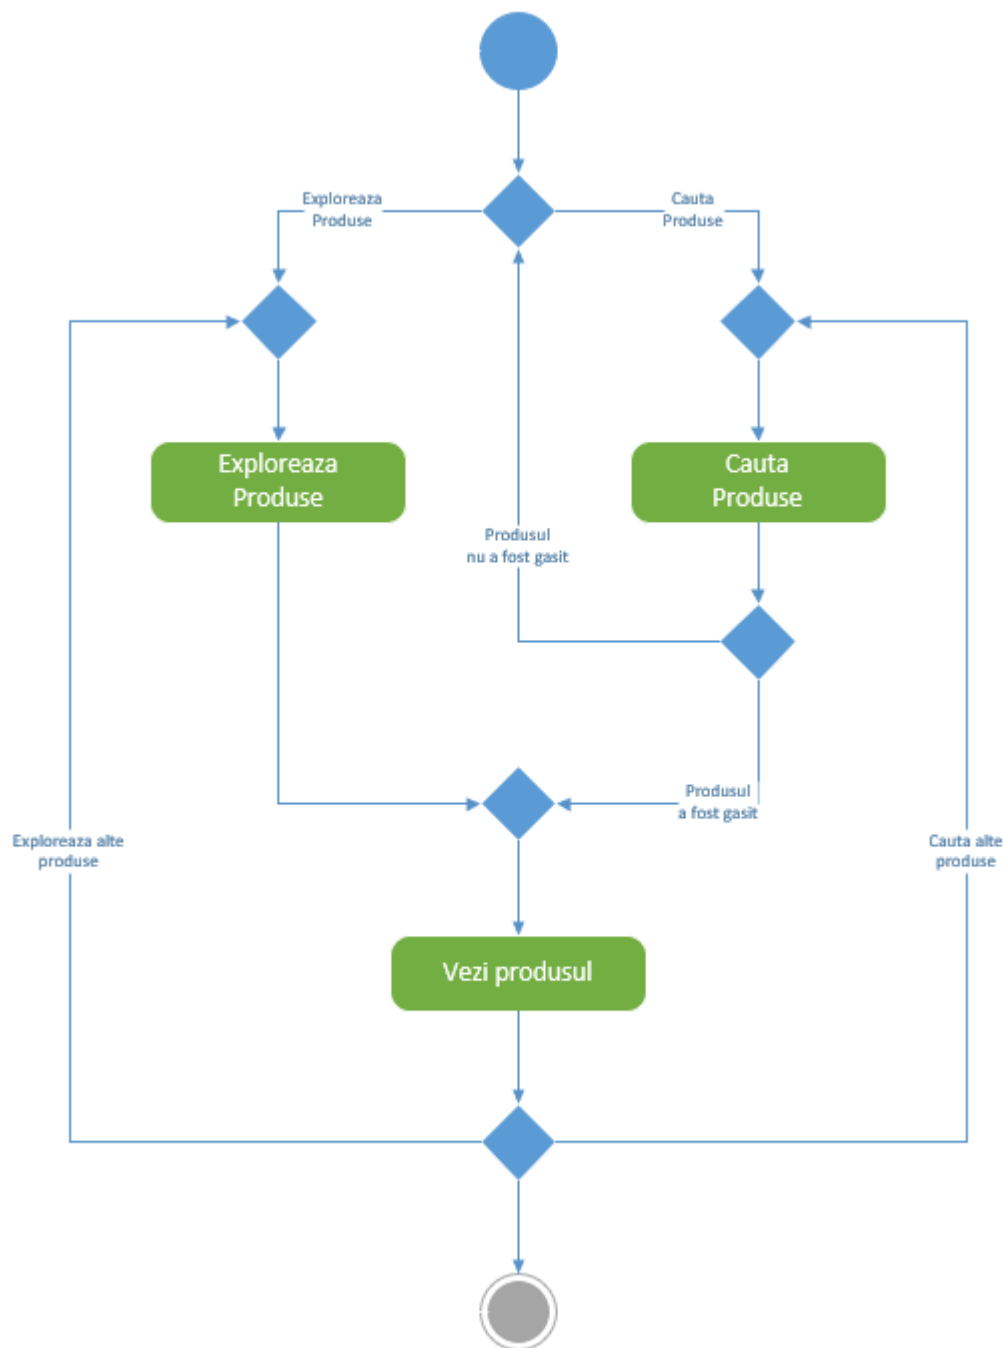 Exploreaza
Produse
Cauta
Produse
Exploreaza
Produse
Cauta
Produse
Produsul
nu a fost gasit
Produsul
a fost gasit
Exploreaza alte
produse
Cauta alte
produse
Vezi produsul